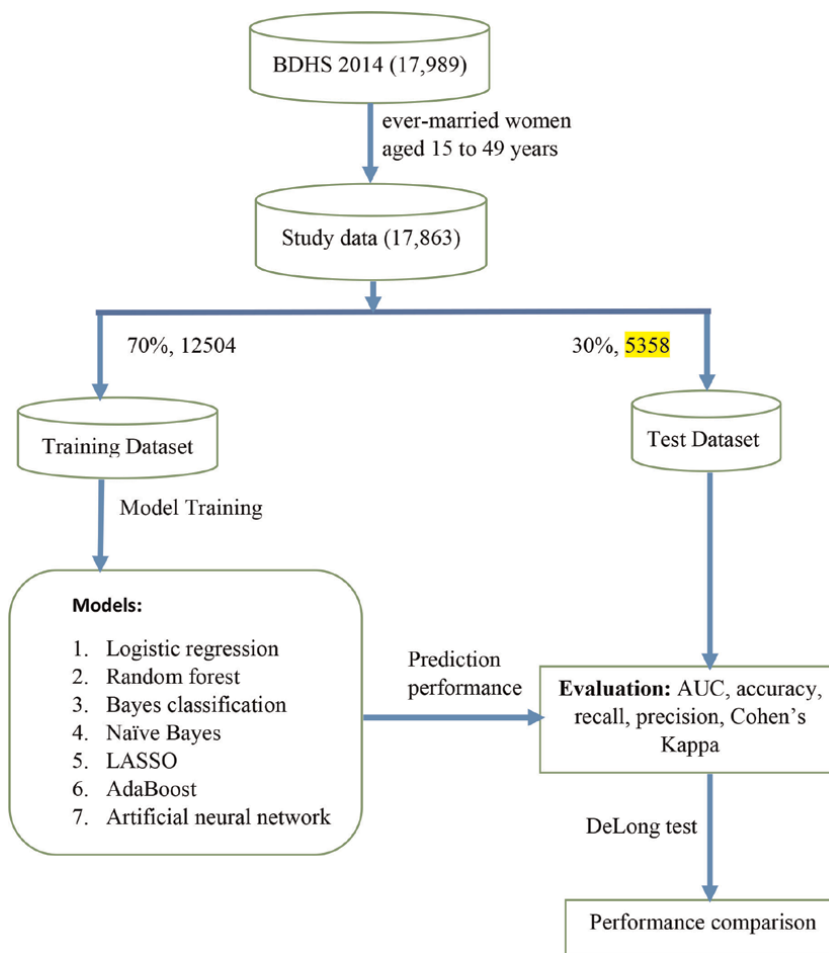 BDHS 2014 (17,989)
ever-married women
aged 15 to 49 years
Study data (17,863)
70%, 12504
30%, 5358
Training Dataset
Test Dataset
Model Training
Models:
1. Logistic regression
2. Random forest
3. Bayes classification
4. Naïve Bayes
5. LASSO
6. AdaBoost
7. Artificial neural network
Prediction
performance
Evaluation: AUC, accuracy,
recall, precision, Cohen’s
Kappa
DeLong test
Performance comparison